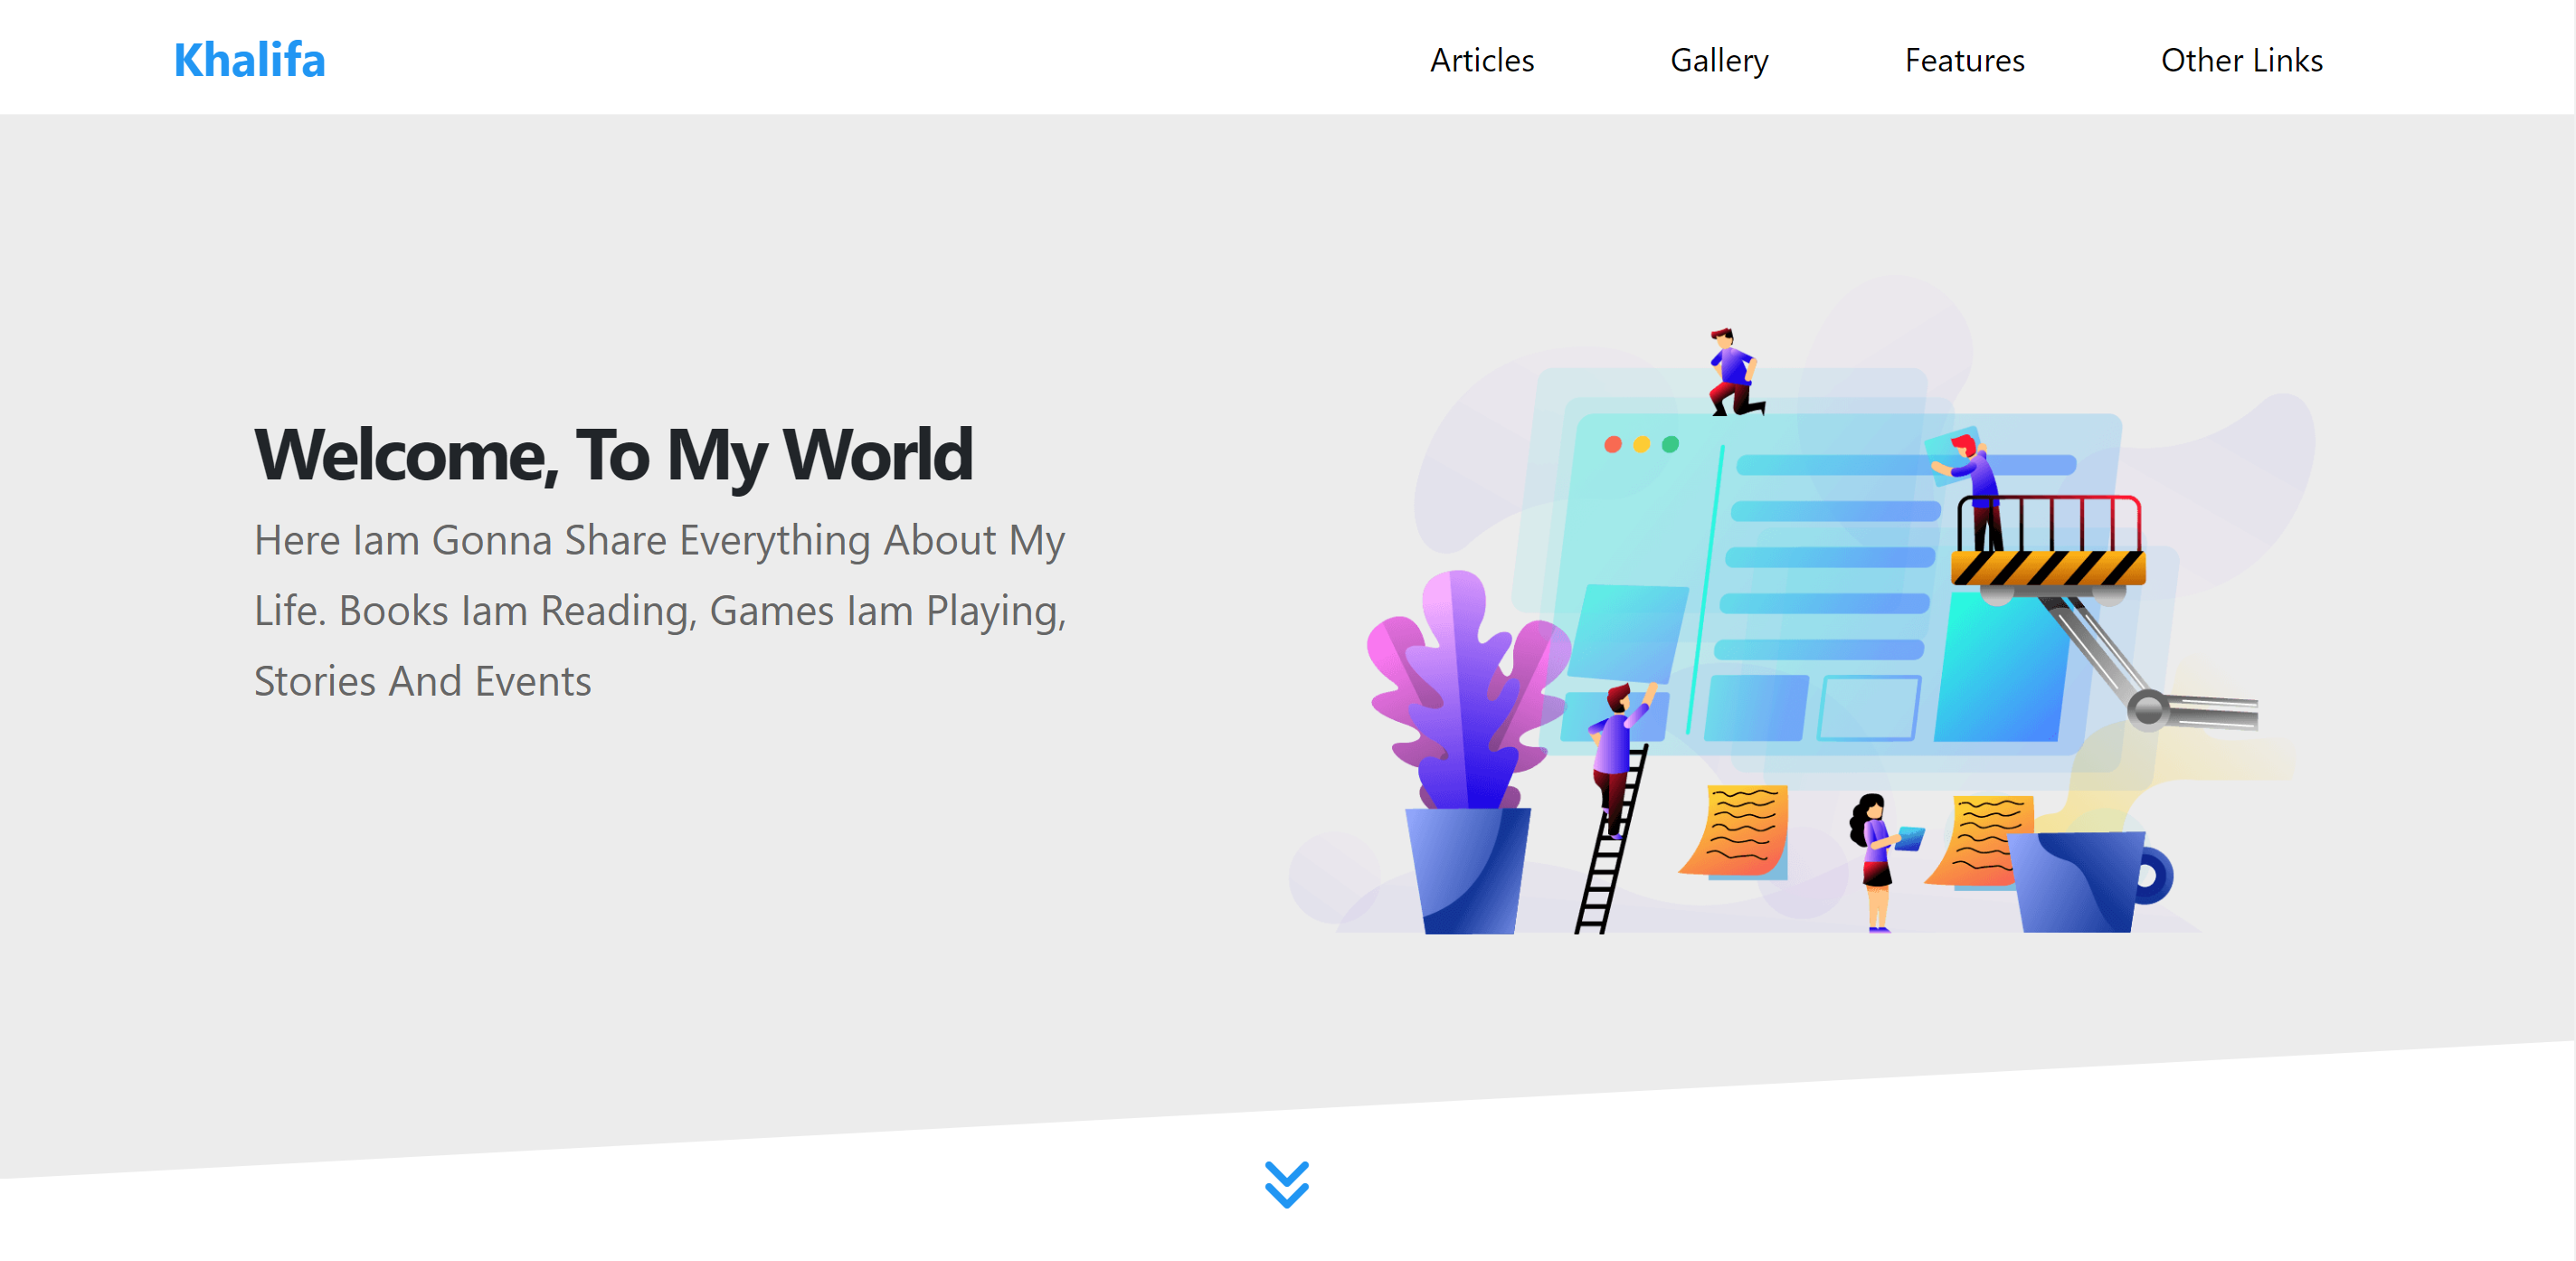 Khalifa
Articles
Gallery
Features
Other Links
Welcome, To My World
Here Iam Gonna Share Everything About My
Life. Books Iam Reading, Games Iam Playing,
Stories And Events